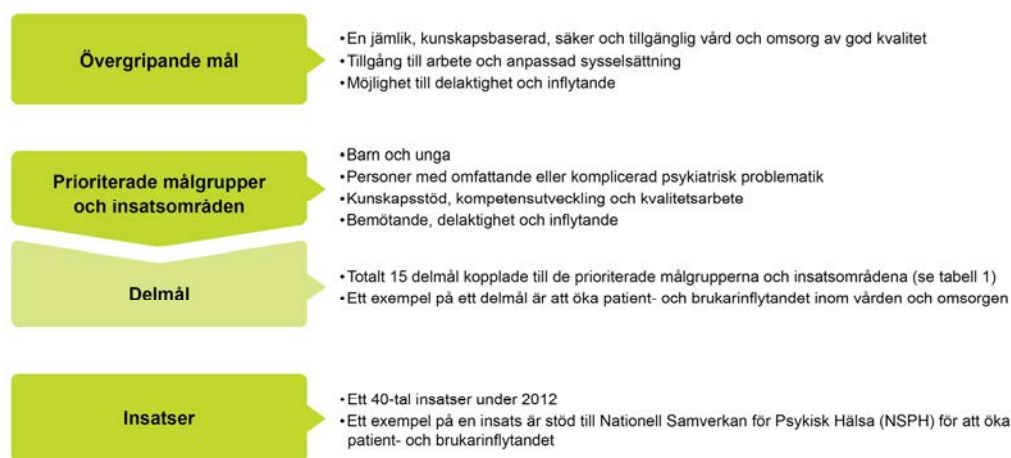 Övergripande mål
•En jämlik, kunskapsbaserad, säker och tillgänglig vård och omsorg av god kvalitet
•Tillgång till arbete och anpassad sysselsättning
•Möjlighet till delaktighet och inflytande
Prioriterade målgrupper
och insatsområden
•Barn och unga
•Personer med omfattande eller komplicerad psykiatrisk problematik
•Kunskapsstöd, kompetensutveckling och kvalitetsarbete
•Bemötande, delaktighet och inflytande
Delmål
•Totalt 15 delmål kopplade till de prioriterade målgrupperna och insatsområdena (se tabell 1)
•Ett exempel på ett delmål är att öka patient- och brukarinflytandet inom vården och omsorgen
Insatser
•Ett 40-tal insatser under 2012
•Ett exempel på en insats är stöd till Nationell Samverkan för Psykisk Hälsa (NSPH) för att öka
patient- och brukarinflytandet